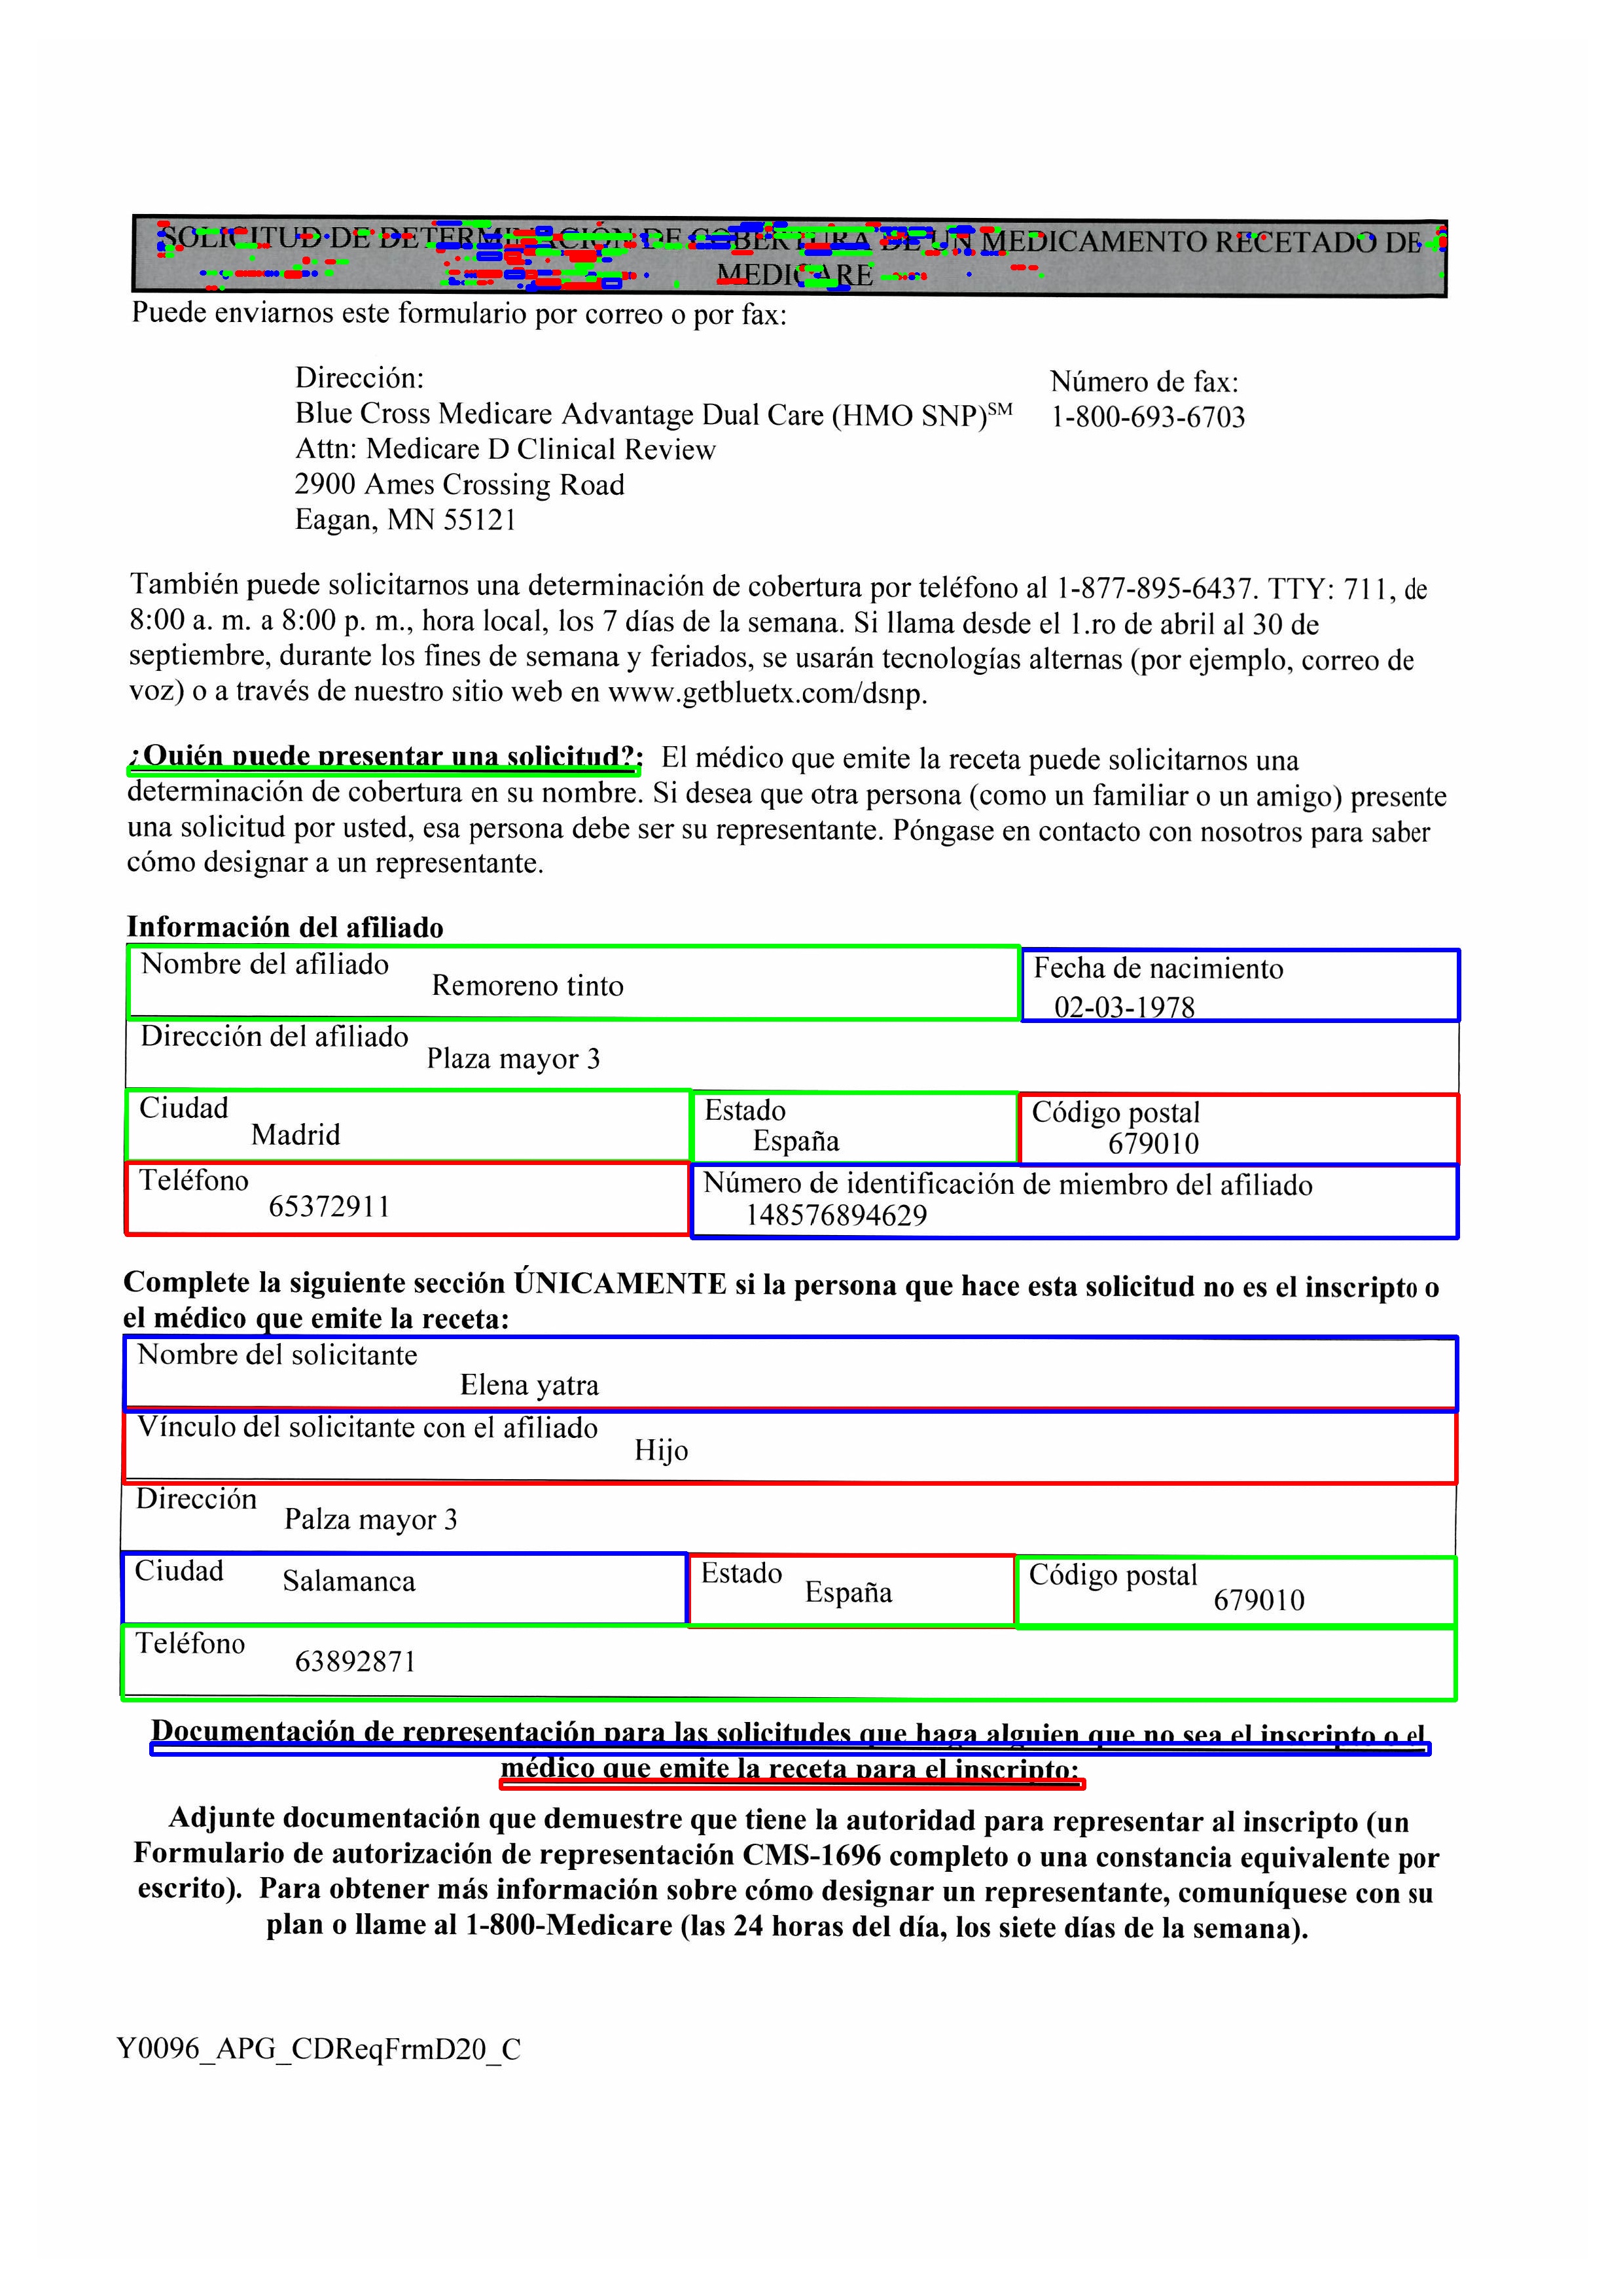 SOLICITUD DE DETERMINACIÓN DE COBERTURA DE UN MEDICAMENTO RECETADO DE
MEDICARE
Puede enviarnos este formulario por correo o por fax:
Dirección:
Número de fax:
Blue Cross Medicare Advantage Dual Care (HMO SNP)SM
1-800-693-6703
Attn: Medicare D Clinical Review
2900 Ames Crossing Road
Eagan, MN 55121
También puede solicitarnos una determinación de cobertura por teléfono al 1-877-895-6437. TTY: 711, de
8:00 a. m. a 8:00 p. m., hora local, los 7 días de la semana. Si llama desde el 1.ro de abril al 30 de
septiembre, durante los fines de semana y feriados, se usarán tecnologías alternas (por ejemplo, correo de
voz) o a través de nuestro sitio web en www.getbluetx.com/dsnp.
¿Quién puede presentar una solicitud?: El médico que emite la receta puede solicitarnos una
determinación de cobertura en su nombre. Si desea que otra persona (como un familiar o un amigo) presente
una solicitud por usted, esa persona debe ser su representante. Póngase en contacto con nosotros para saber
cómo designar a un representante.
Información del afiliado
Nombre del afiliado
Remoreno tinto
Fecha de nacimiento
02-03-1978
Dirección del afiliado
Plaza mayor 3
Ciudad
Madrid
Estado
España
Código postal
679010
Teléfono
65372911
Número de identificación de miembro del afiliado
148576894629
Complete la siguiente sección ÚNICAMENTE si la persona que hace esta solicitud no es el inscripto o
el médico que emite la receta:
Nombre del solicitante
Elena yatra
Vínculo del solicitante con el afiliado
Hijo
Dirección
Palza mayor 3
Ciudad
Salamanca
Estado
España
Código postal
679010
Teléfono
63892871
Documentación de representación para las solicitudes que haga alguien que no sea el inscripto o el
médico que emite la receta para el inscripto:
Adjunte documentación que demuestre que tiene la autoridad para representar al inscripto (un
Formulario de autorización de representación CMS-1696 completo o una constancia equivalente por
escrito). Para obtener más información sobre cómo designar un representante, comuníquese con su
plan o llame al 1-800-Medicare (las 24 horas del día, los siete días de la semana).
Y0096_APG_CDReqFrmD20_C